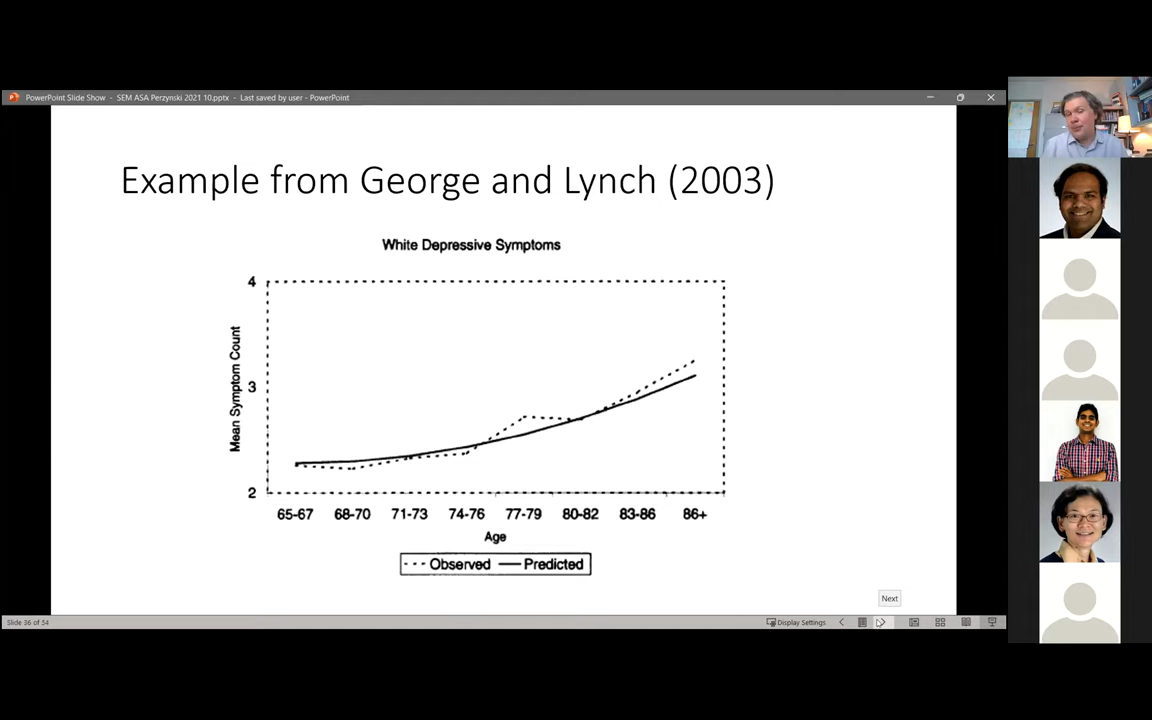 PowerPoint Slide Show - SEM ASA Perzynski 2021 10.pptx - Last saved by user - PowerPoint
Example from George and Lynch (2003)
White Depressive Symptoms
4
3
2
Mean Symptom Count
65-67 68-70 71-73 74-76 77-79 80-82 83-86 86+
Age
Observed Predicted
Next
Slide 36 of 54
Display Settings